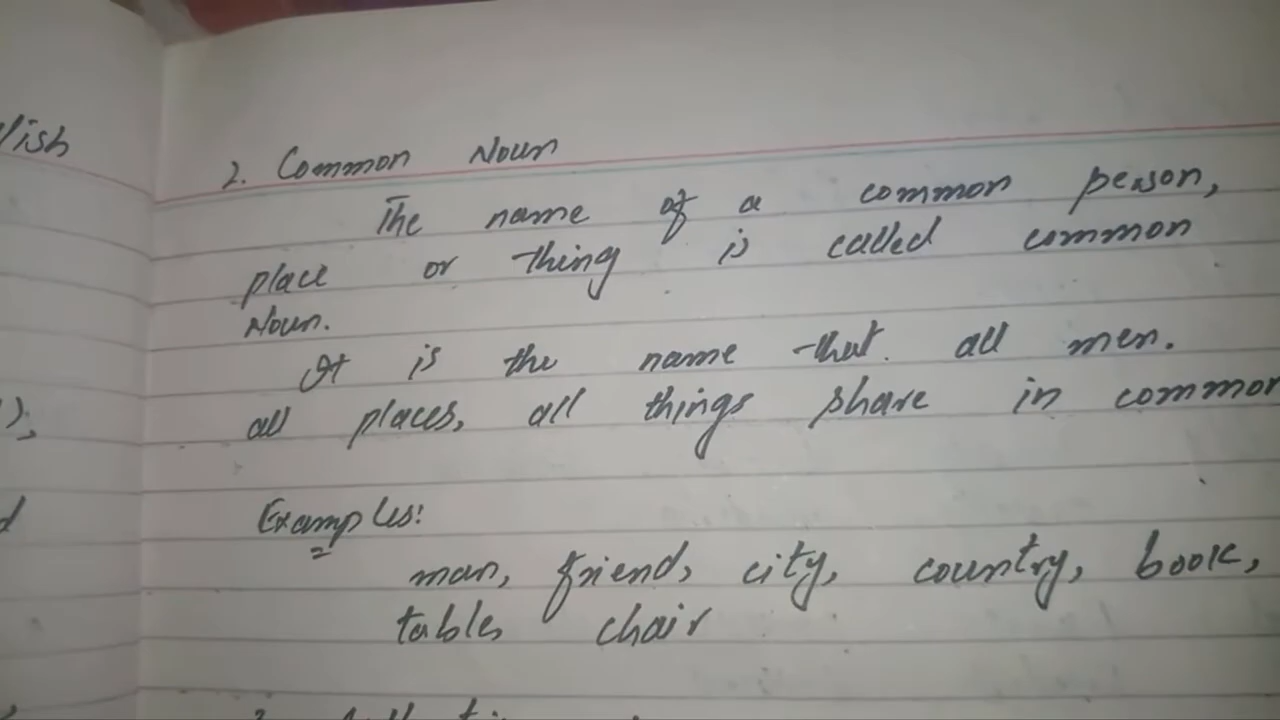 lish
2. Common Noun
The name of a common person,
place or thing is called common
Noun.
It is the name that. all men.
all places, all things share in common
Examples:
man, friend, city, country, book,
table, chair